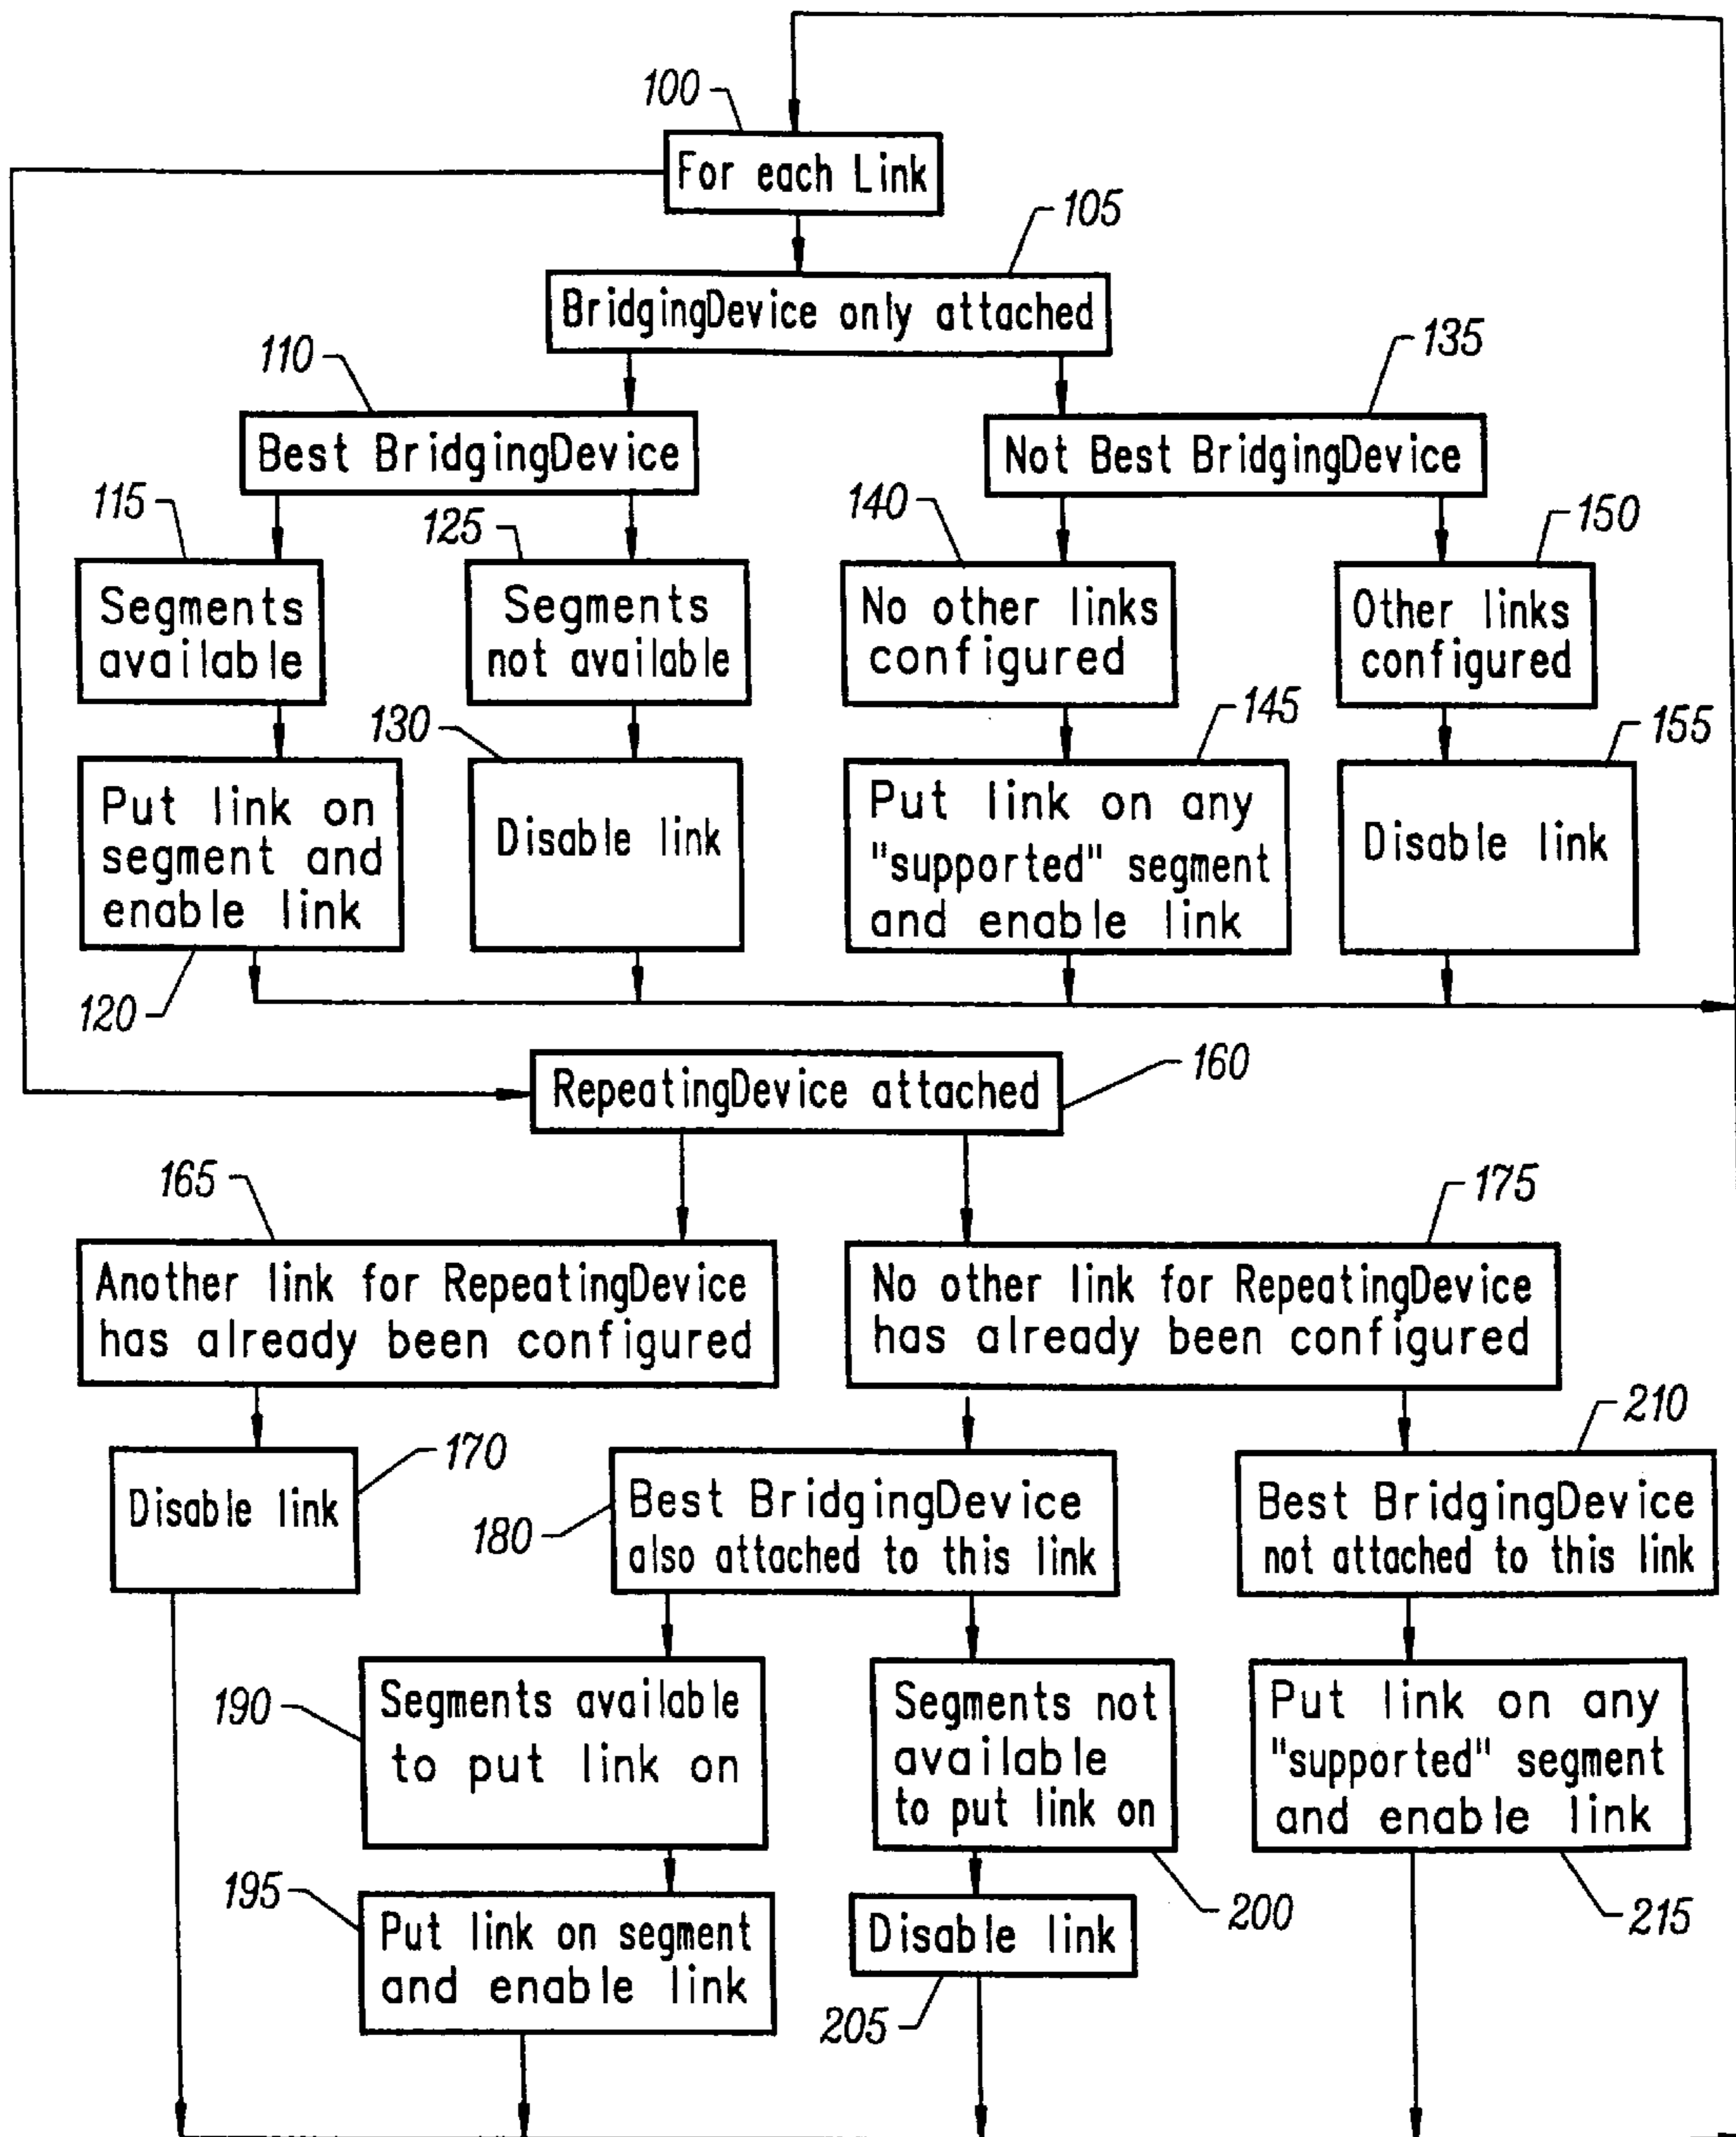 100
For each Link
105
BridgingDevice only attached
110
135
Best BridgingDevice
Not Best BridgingDevice
115
125
140
150
Segments
available
Segments
not available
No other links
configured
Other links
configured
130
145
155
Put link on
segment and
enable link
Disable link
Put link on any
"supported" segment
and enable link
Disable link
120
RepeatingDevice attached
160
165
175
Another link for RepeatingDevice
has already been configured
No other link for RepeatingDevice
has already been configured
170
210
Disable link
180
Best BridgingDevice
also attached to this link
Best BridgingDevice
not attached to this link
190
Segments available
to put link on
Segments not
available
to put link on
Put link on any
"supported" segment
and enable link
195
200
215
Put link on segment
and enable link
Disable link
205